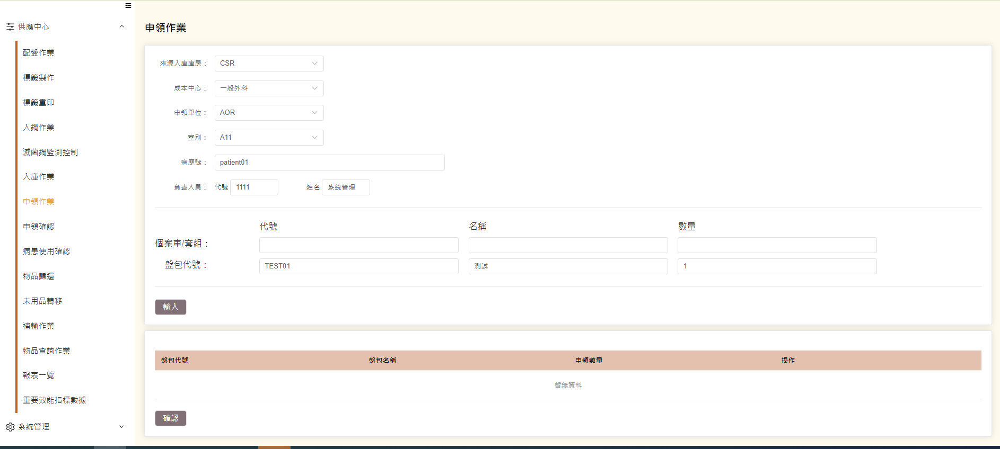 供應中心
配盤作業
標籤製作
標籤重印
入鍋作業
滅菌鍋監測控制
入庫作業
申領作業
申領確認
病患使用確認
物品歸還
未用品轉移
補輸作業
物品查詢作業
報表一覽
重要效能指標數據
系統管理
申領作業
來源入庫庫房： CSR
成本中心： 一般外科
申領單位： AOR
室別： A11
病歷號： patient01
負責人員： 代號 1111 姓名 系統管理
代號 名稱 數量
個案車/套組：
盤包代號： TEST01 測試 1
輸入
盤包代號 盤包名稱 申領數量 操作
暫無資料
確認